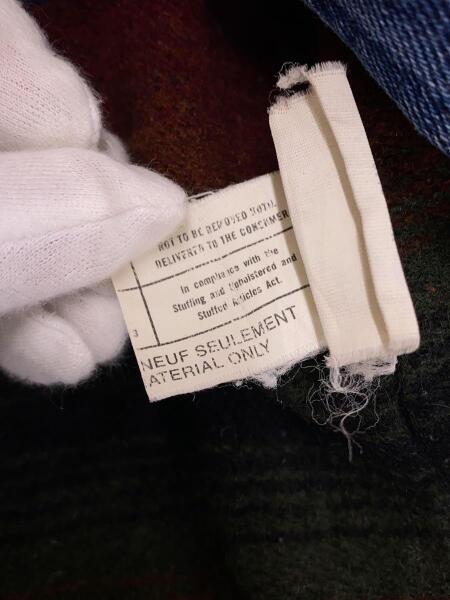 NOT TO BE REMOVED UNTIL
DELIVERED TO THE CONSUMER
In compliance with the
Stuffing and Upholstered and
Stuffed Articles Act.
3
NEUF SEULEMENT
ATERIAL ONLY